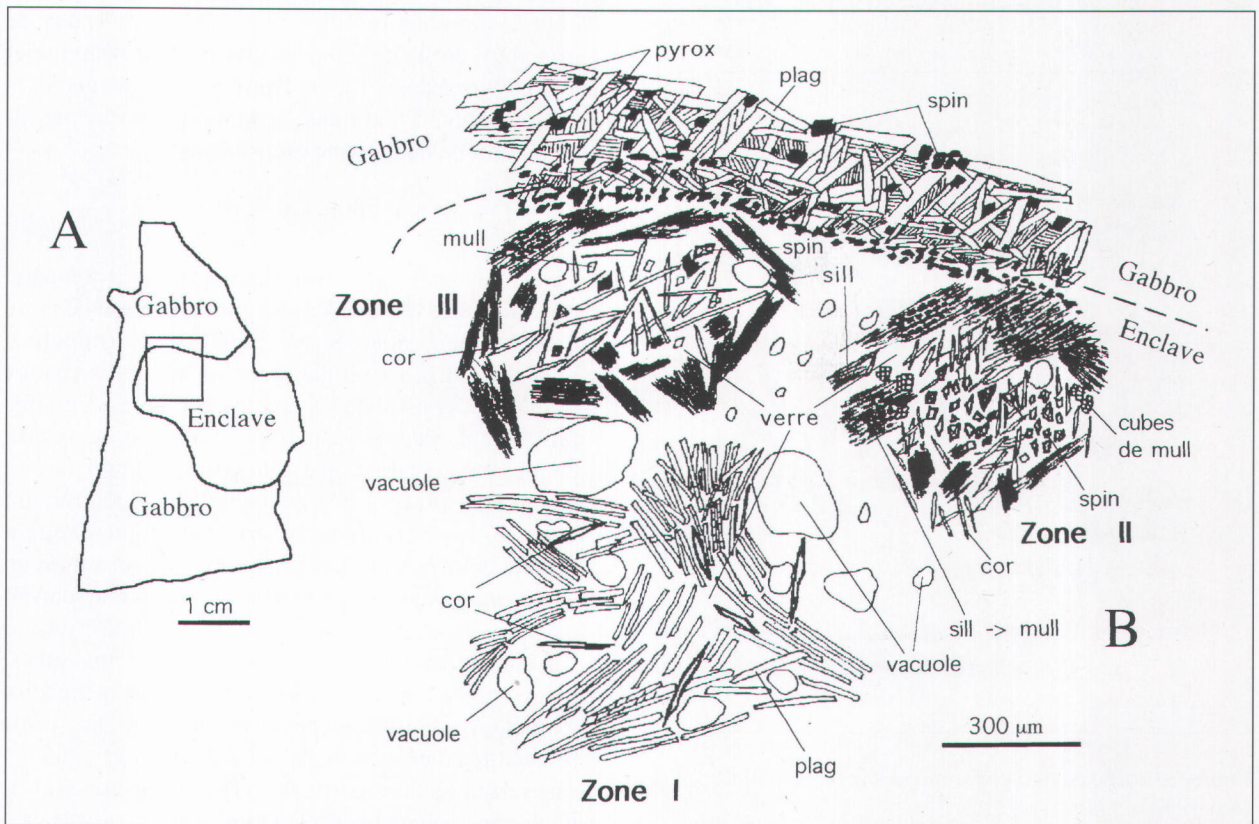 A
Gabbro
Enclave
Gabbro
1 cm
pyrox
plag
spin
Gabbro
mull
spin
sill
Gabbro
Enclave
Zone III
cor
verre
cubes
de mull
vacuole
spin
Zone II
cor
cor
sill -> mull
B
vacuole
vacuole
300 µm
plag
Zone I